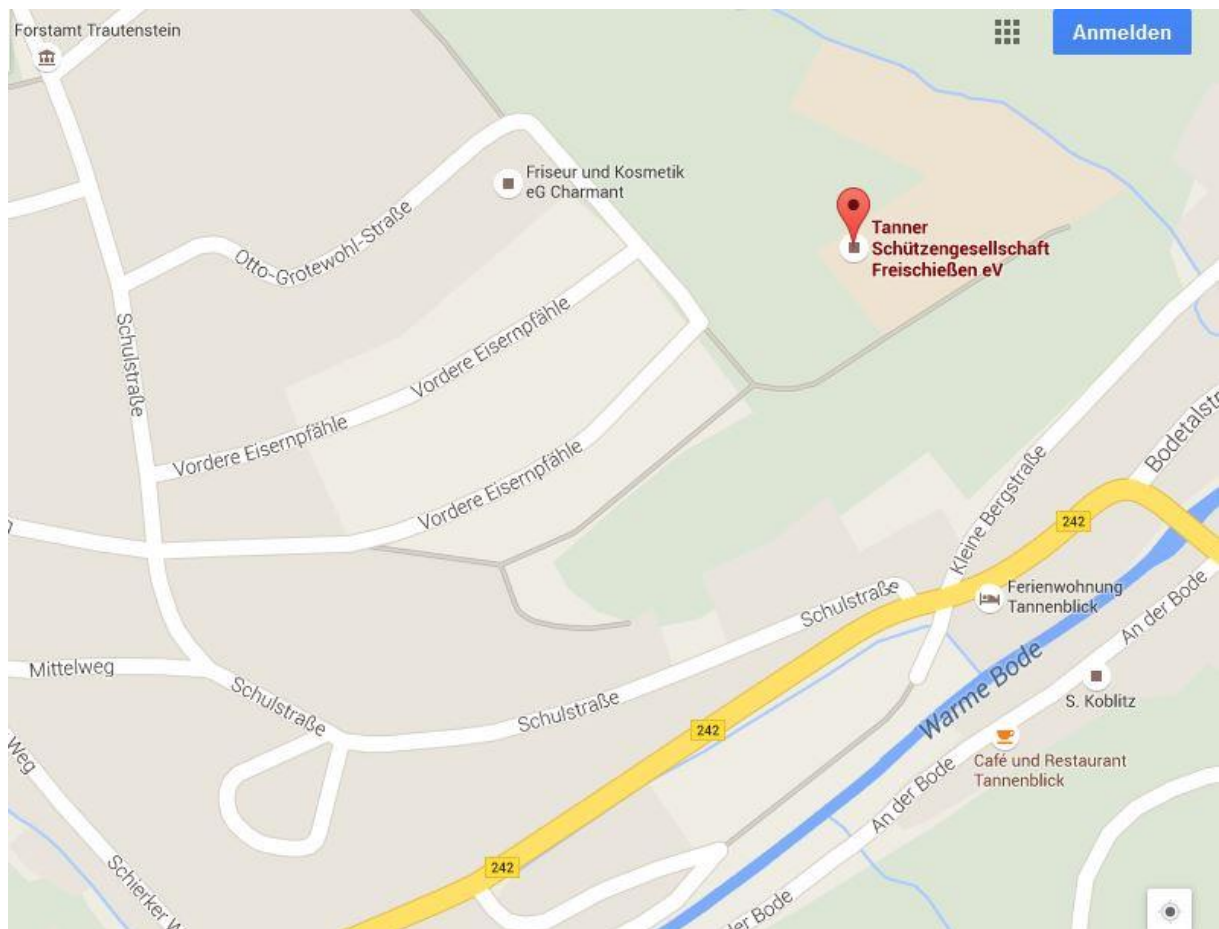 Forstamt Trautenstein
Anmelden
Friseur und Kosmetik
eG Charmant
Tanner
Schützengesellschaft
Freischießen eV
Otto-Grotewohl-Straße
Schulstraße
Vordere Eisernpfähle
Vordere Eisernpfähle
Vordere Eisernpfähle
Bodetalstr
Kleine Bergstraße
242
Ferienwohnung
Tannenblick
Schulstraße
An der Bode
Mittelweg
Schulstraße
Schulstraße
Warme Bode
S. Koblitz
242
Café und Restaurant
Tannenblick
Weg
An der Bode
Schierker W
242
der Bode